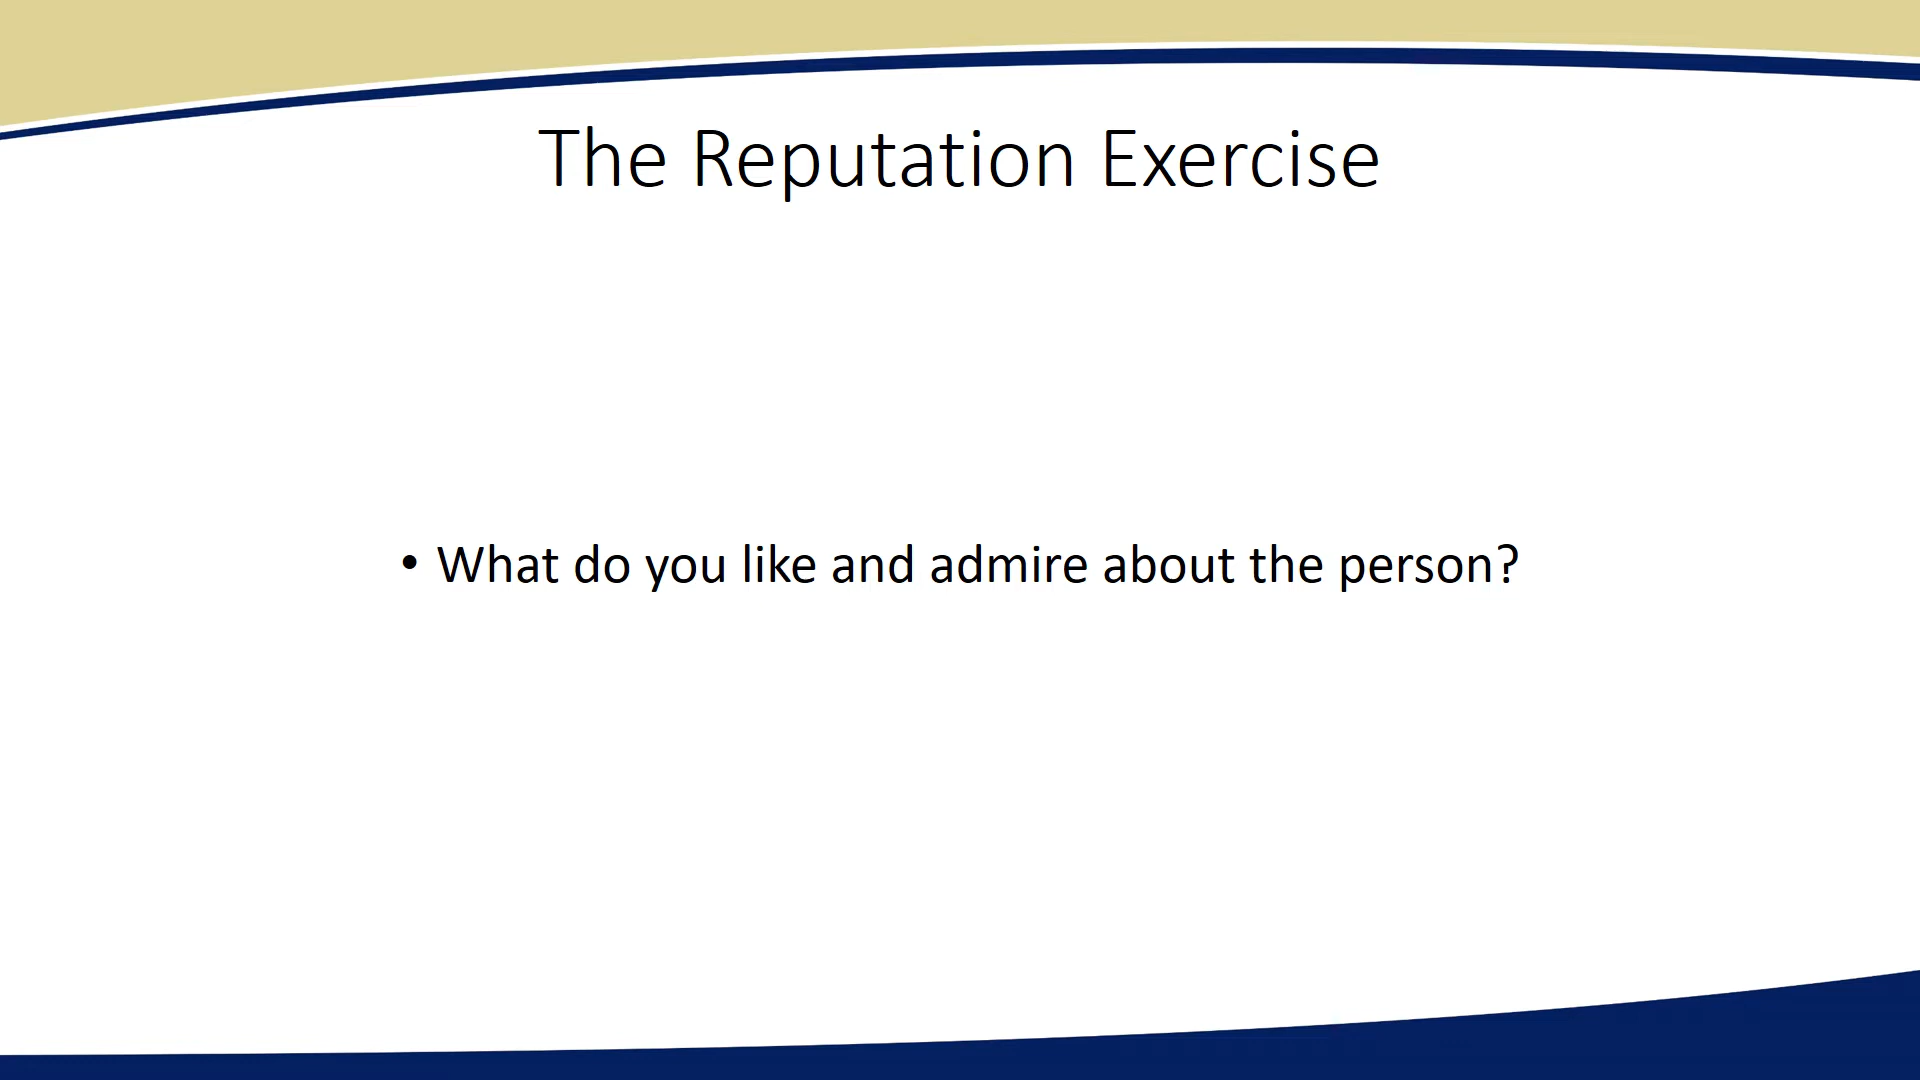 The Reputation Exercise
• What do you like and admire about the person?